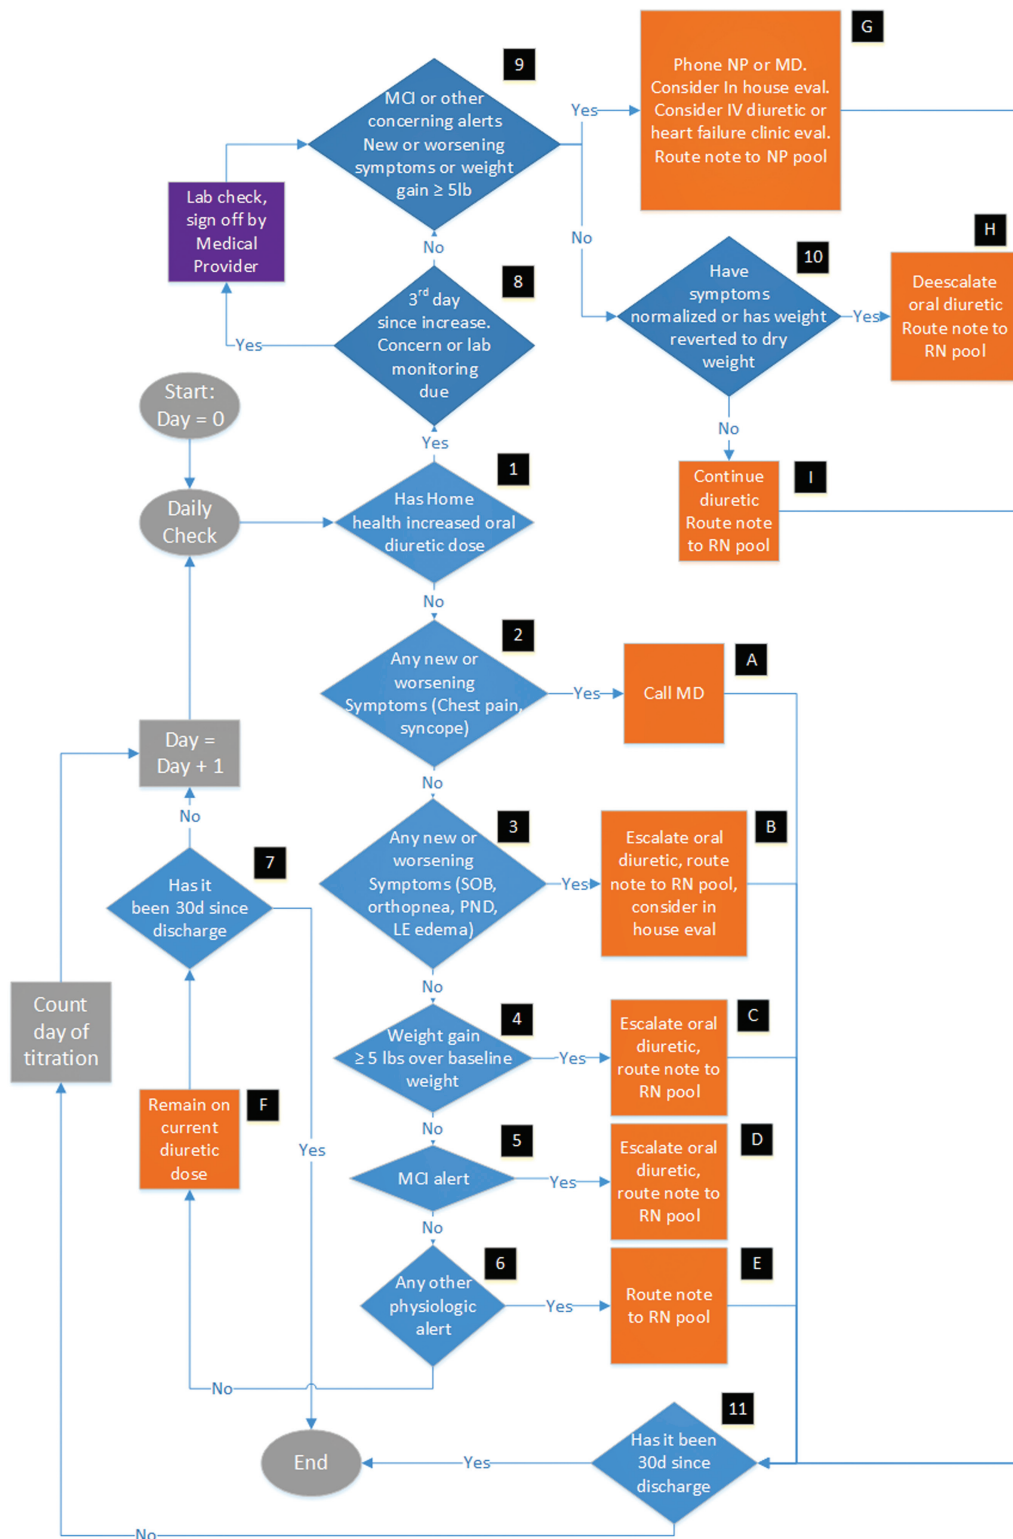 G
Phone NP or MD.
Consider In house eval.
Consider IV diuretic or
heart failure clinic eval.
Route note to NP pool
9
MCI or other
concerning alerts
New or worsening
symptoms or weight
gain ≥ 5lb
Yes
No
Lab check,
sign off by
Medical
Provider
No
8
3rd day
since increase.
Concern or lab
monitoring
due
Yes
10
Have
symptoms
normalized or has weight
reverted to dry
weight
Yes
H
Deescalate
oral diuretic
Route note to
RN pool
No
I
Continue
diuretic
Route note
to RN pool
Start:
Day = 0
Daily
Check
Yes
1
Has Home
health increased oral
diuretic dose
No
2
Any new or
worsening
Symptoms (Chest pain,
syncope)
Yes
A
Call MD
No
Day =
Day + 1
No
3
Any new or
worsening
Symptoms (SOB,
orthopnea, PND,
LE edema)
Yes
B
Escalate oral
diuretic, route
note to RN pool,
consider in
house eval
7
Has it
been 30d since
discharge
No
Count
day of
titration
4
Weight gain
≥ 5 lbs over baseline
weight
Yes
C
Escalate oral
diuretic,
route note to
RN pool
F
Remain on
current
diuretic
dose
Yes
No
5
MCI alert
Yes
D
Escalate oral
diuretic,
route note to
RN pool
No
6
Any other
physiologic
alert
Yes
E
Route note
to RN pool
No
11
Has it been
30d since
discharge
Yes
End
No